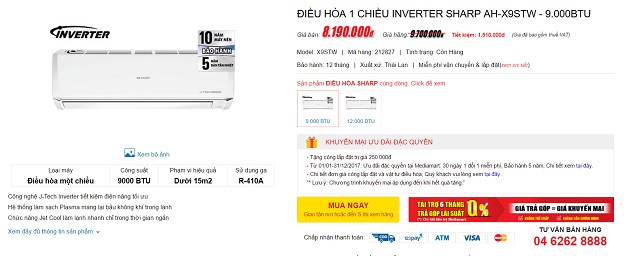 INVERTER
10 NĂM
MÁY NÉN
BẢO HÀNH
5 NĂM
SHARP
Xem bộ ảnh
Loại máy Công suất Phạm vi hiệu quả Sử dụng ga
Điều hòa một chiều 9000 BTU Dưới 15m2 R-410A
Công nghệ J-Tech Inverter tiết kiệm điện năng tối ưu
Hệ thống làm sạch Plasma mang lại bầu không khí trong lành
Chức năng Jet Cool làm lạnh nhanh chỉ trong thời gian ngắn
Xem đầy đủ thông tin sản phẩm
ĐIỀU HÒA 1 CHIỀU INVERTER SHARP AH-X9STW - 9.000BTU
Giá bán: 8.190.000đ Giá hãng: 9.700.000đ Tiết kiệm: 1.510.000đ (Giá đã bao gồm thuế VAT)
Model: X9STW | Mã hàng: 212827 | Tình trạng: Còn Hàng
Bảo hành: 12 tháng | Xuất xứ: Thái Lan | Miễn phí vận chuyển & lắp đặt(xem chi tiết)
Sản phẩm ĐIỀU HÒA SHARP cùng dòng. Click để xem
9.000 BTU 12.000 BTU
KHUYẾN MẠI ƯU ĐÃI ĐẶC QUYỀN
- Tặng công lắp đặt trị giá 250.000đ
- Từ 01/01-31/12/2017: Ưu đãi đặc quyền tại Mediamart: 30 ngày 1 đổi 1 miễn phí, Bảo hành 5 năm, Chi tiết xem tại đây.
- Chi tiết đơn giá công lắp đặt và vật tư điều hòa, Quý khách vui lòng xem tại đây
** Lưu ý: Chương trình khuyến mại áp dụng đến khi hết quà tặng."
MUA NGAY
Giao tận nơi hoặc đến S.thị xem hàng
TẠI THÁNG 6
TRẢ GÓP LÃI SUẤT 0%
GIÁ TRẢ GÓP = GIÁ KHUYẾN MẠI
Chấp nhận thanh toán: COD VISA
TƯ VẤN BÁN HÀNG
04 6262 8888